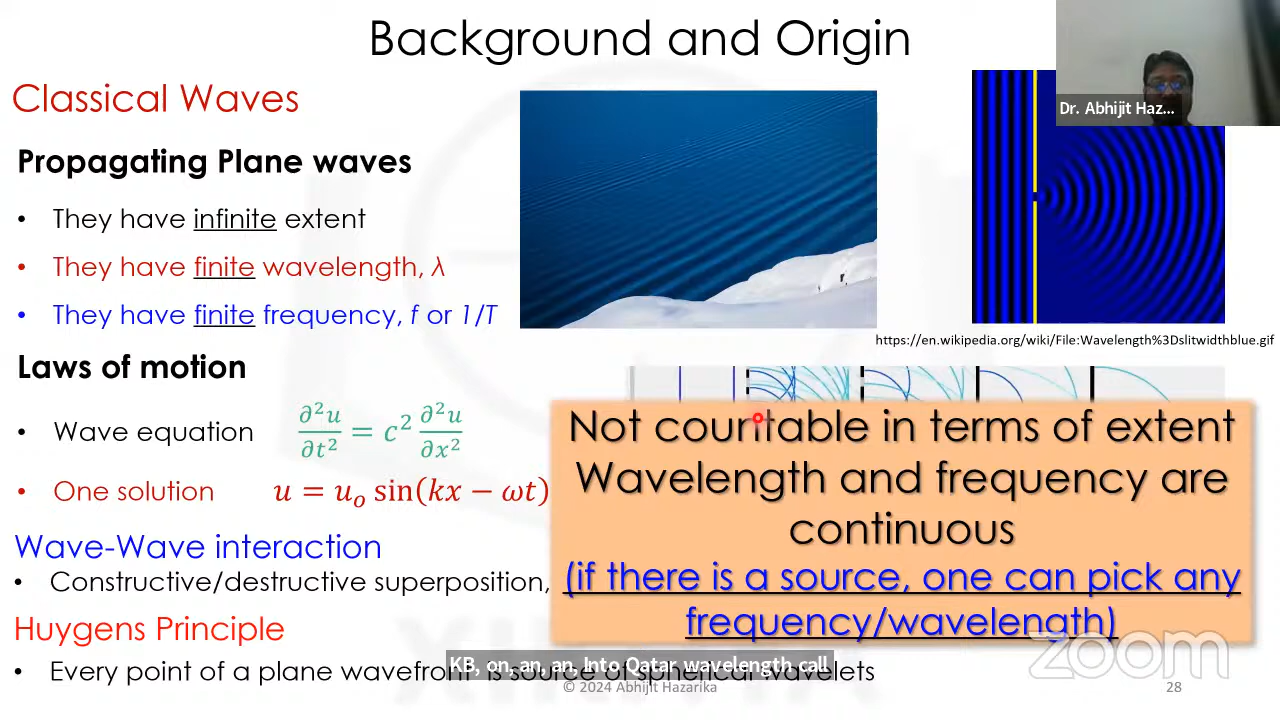 Background and Origin
Dr. Abhijit Haz...
Classical Waves
Propagating Plane waves
• They have infinite extent
• They have finite wavelength, λ
• They have finite frequency, f or 1/T
https://en.wikipedia.org/wiki/File:Wavelength%3Dslitwidthblue.gif
Laws of motion
• Wave equation ∂²u/∂t² = c² ∂²u/∂x²
• One solution u = uₒ sin(kx − ωt)
Not countable in terms of extent
Wavelength and frequency are
continuous
(if there is a source, one can pick any
frequency/wavelength)
Wave-Wave interaction
• Constructive/destructive superposition,
Huygens Principle
• Every point of a plane wavefront is source of spherical wavelets
KB, on, an, an, Into Qatar wavelength, call
© 2024 Abhijit Hazarika
28
zoom